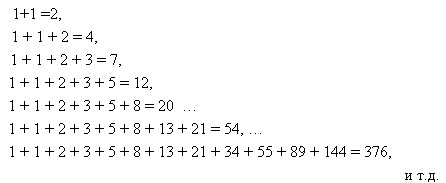 1+1 =2,
1 + 1 + 2 = 4,
1 + 1 + 2 + 3 = 7,
1 + 1 + 2 + 3 + 5 = 12,
1 + 1 + 2 + 3 + 5 + 8 = 20 …
1 + 1 + 2 + 3 + 5 + 8 + 13 + 21 = 54, …
1 + 1 + 2 + 3 + 5 + 8 + 13 + 21 + 34 + 55 + 89 + 144 = 376,
и т.д.